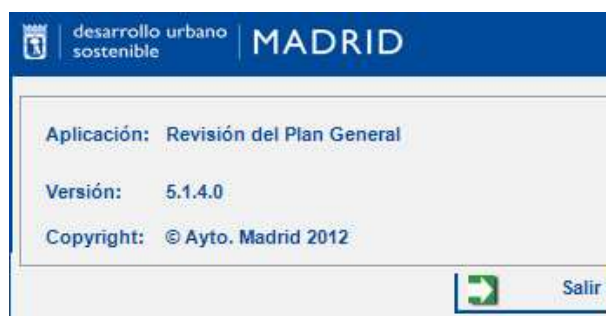 desarrollo urbano
sostenible
MADRID
Aplicación: Revisión del Plan General
Versión: 5.1.4.0
Copyright: © Ayto. Madrid 2012
Salir